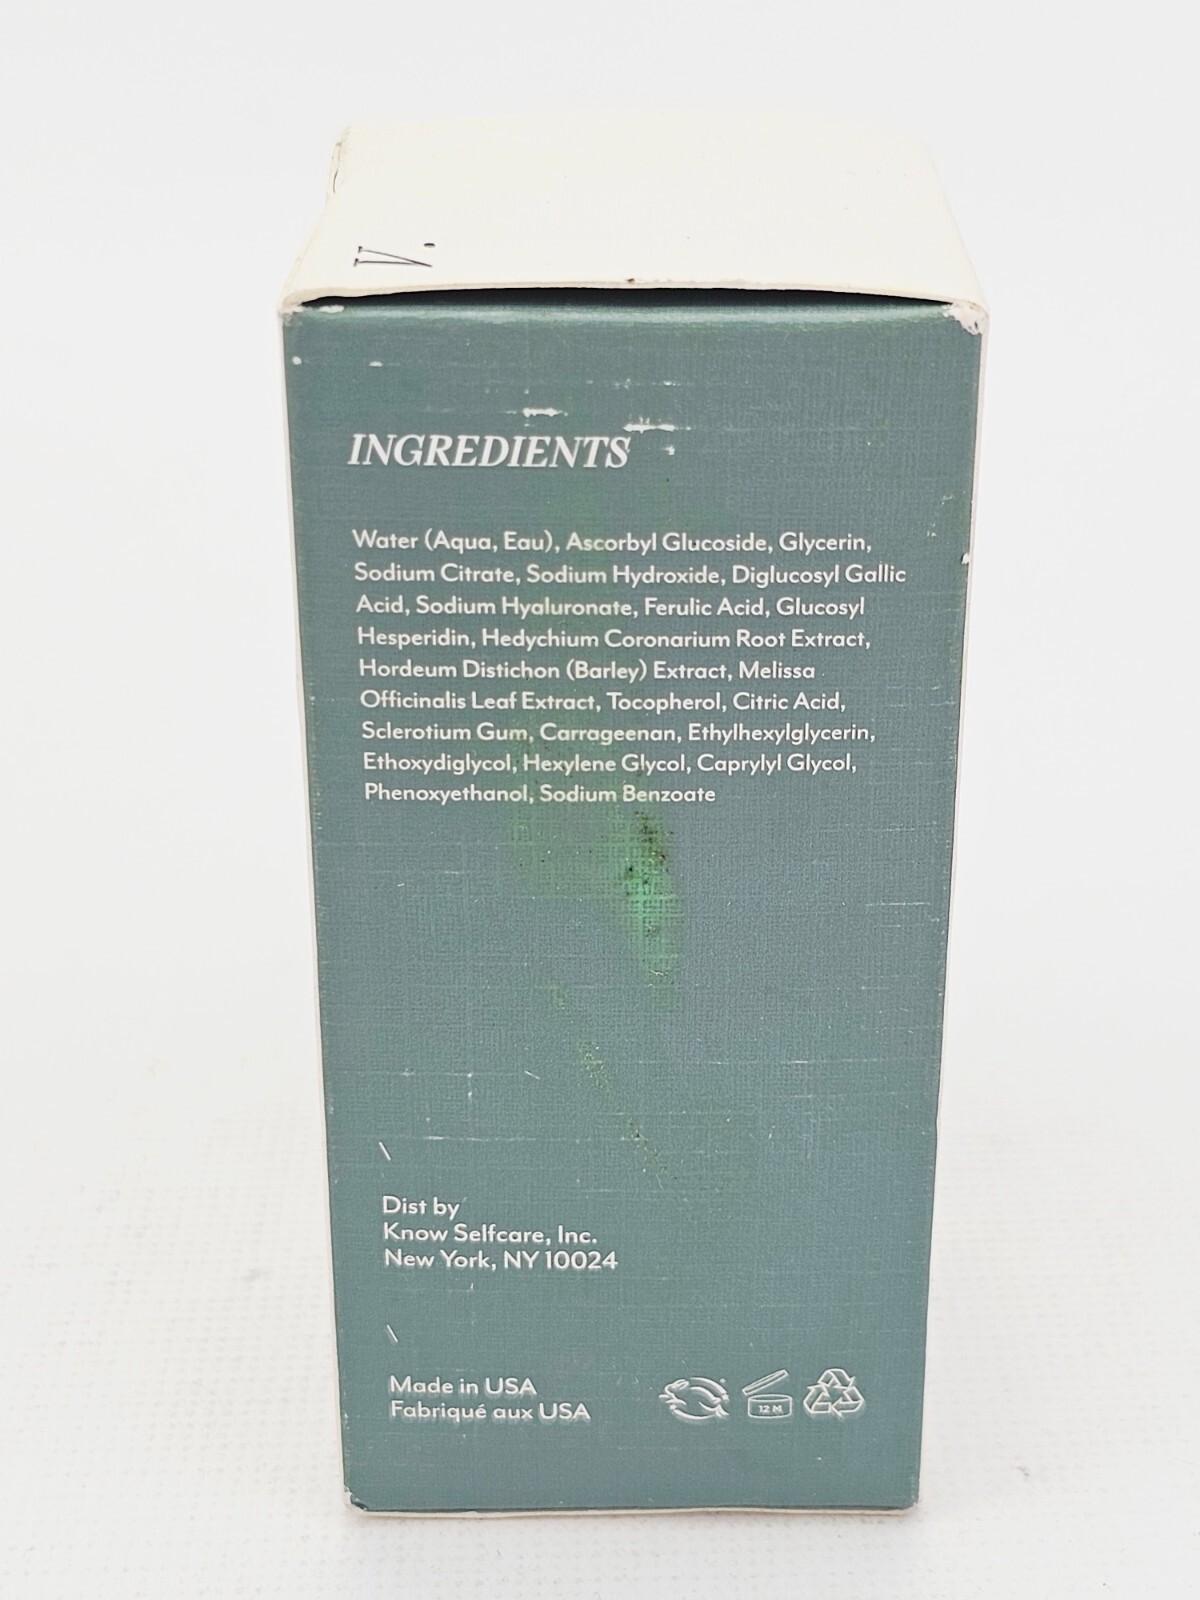 V.
INGREDIENTS
Water (Aqua, Eau), Ascorbyl Glucoside, Glycerin,
Sodium Citrate, Sodium Hydroxide, Diglucosyl Gallic
Acid, Sodium Hyaluronate, Ferulic Acid, Glucosyl
Hesperidin, Hedychium Coronarium Root Extract,
Hordeum Distichon (Barley) Extract, Melissa
Officinalis Leaf Extract, Tocopherol, Citric Acid,
Sclerotium Gum, Carrageenan, Ethylhexylglycerin,
Ethoxydiglycol, Hexylene Glycol, Caprylyl Glycol,
Phenoxyethanol, Sodium Benzoate
\
Dist by
Know Selfcare, Inc.
New York, NY 10024
\
Made in USA
Fabriqué aux USA
12 M